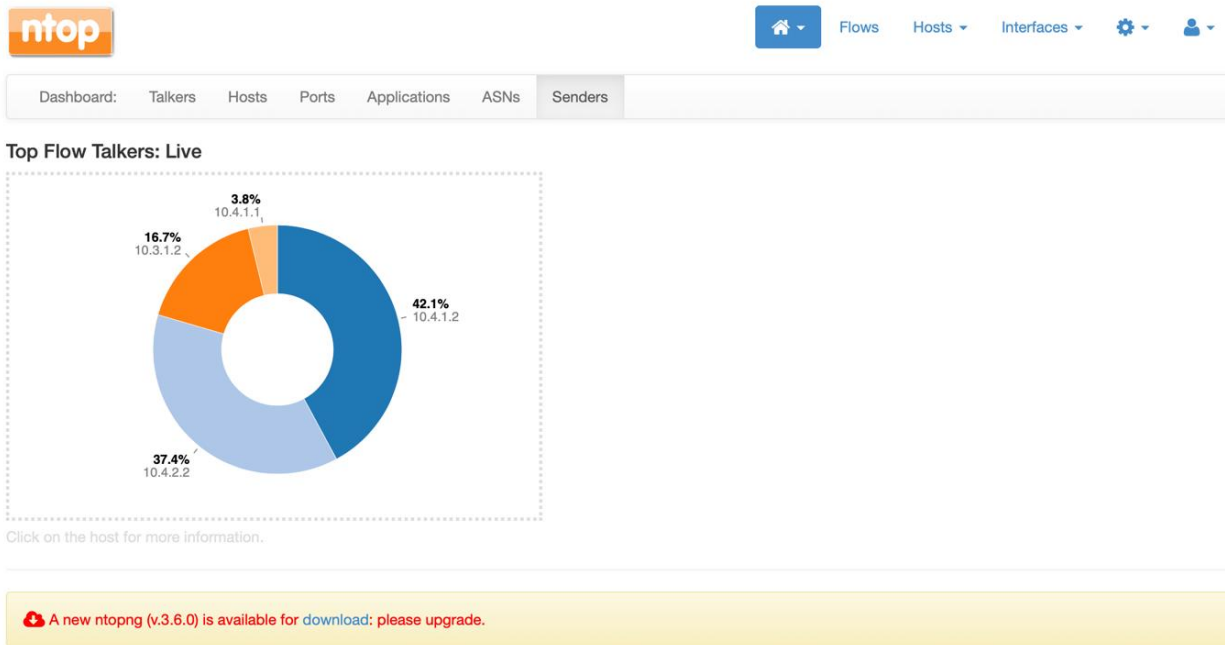 ntop
Flows Hosts Interfaces
Dashboard: Talkers Hosts Ports Applications ASNs Senders
Top Flow Talkers: Live
3.8%
10.4.1.1
16.7%
10.3.1.2
42.1%
10.4.1.2
37.4%
10.4.2.2
Click on the host for more information.
A new ntopng (v.3.6.0) is available for download: please upgrade.